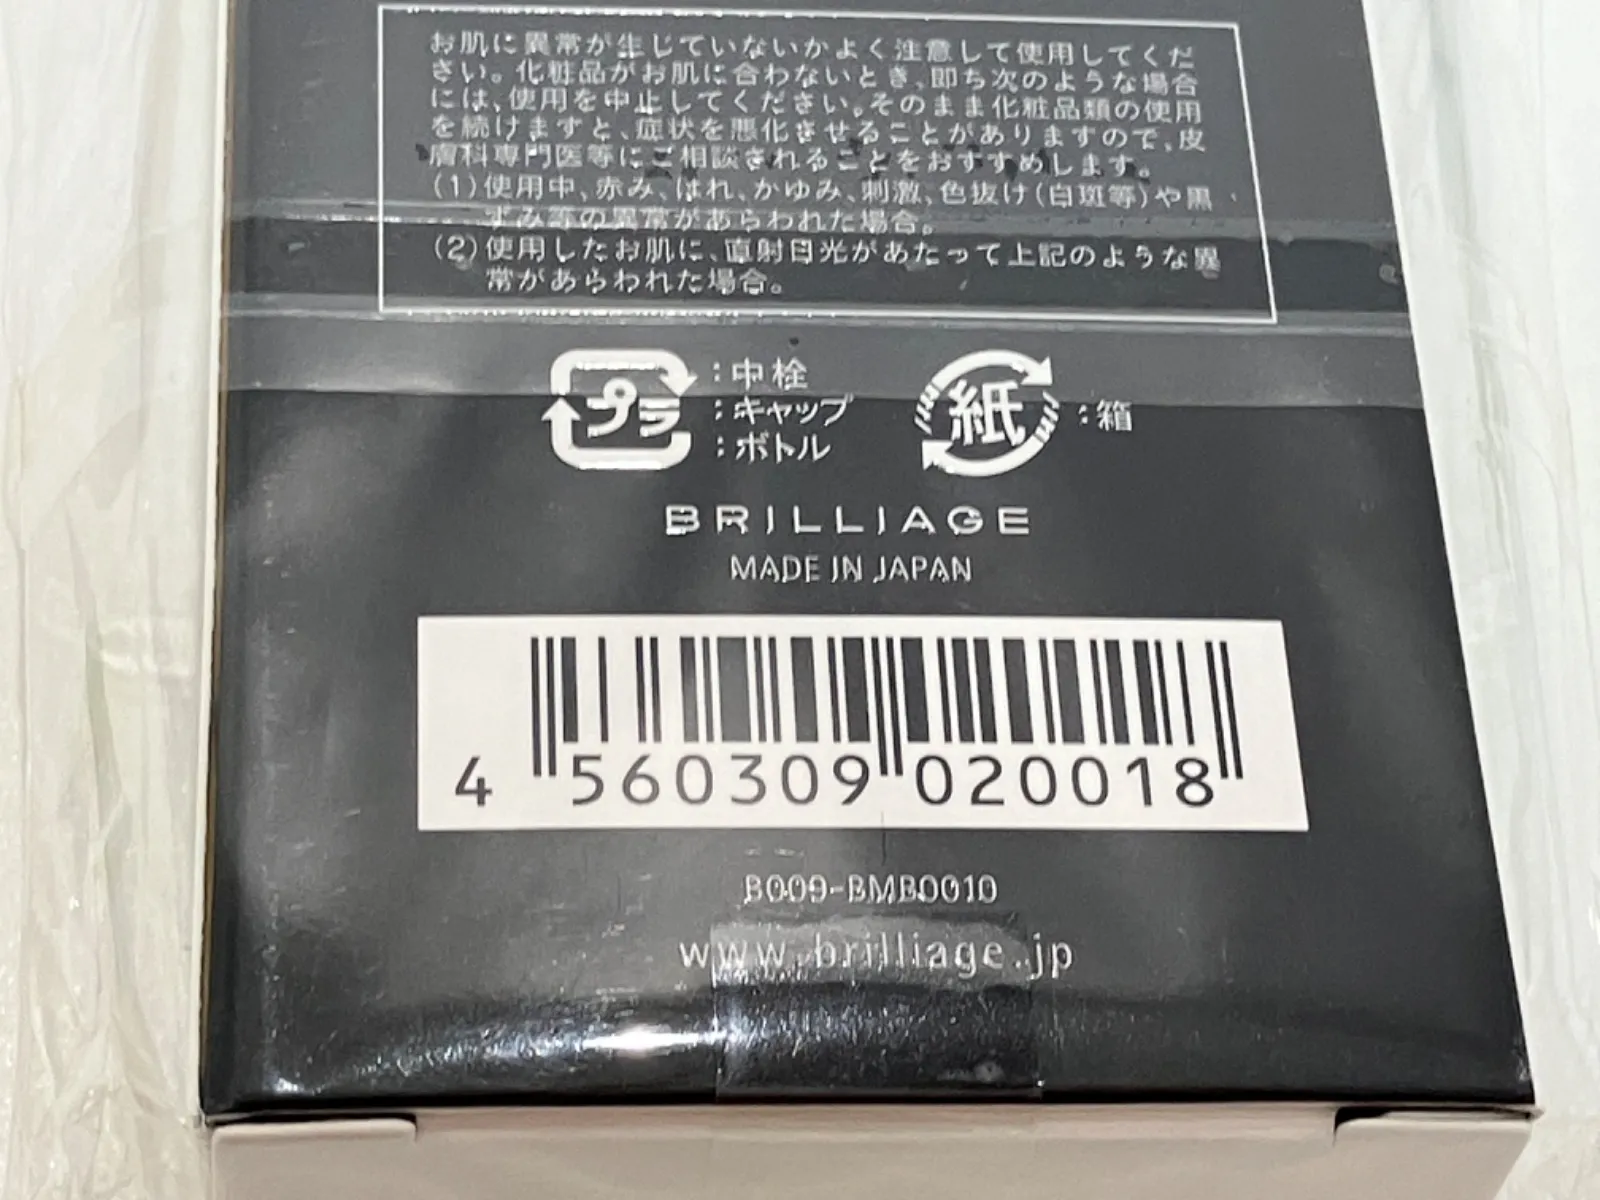 お肌に異常が生じていないかよく注意して使用してくだ
さい。化粧品がお肌に合わないとき、即ち次のような場合
には、使用を中止してください。そのまま化粧品類の使用
を続けますと、症状を悪化させることがありますので、皮
膚科専門医等にご相談されることをおすすめします。
(1)使用中、赤み、はれ、かゆみ、刺激、色抜け(白斑等)や黒
ずみ等の異常があらわれた場合。
(2)使用したお肌に、直射日光があたって上記のような異
常があらわれた場合。
プラ
:中栓
:キャップ
:ボトル
紙
:箱
BRILLIAGE
MADE IN JAPAN
4 560309 020018
B009-BMB0010
www.brilliage.jp